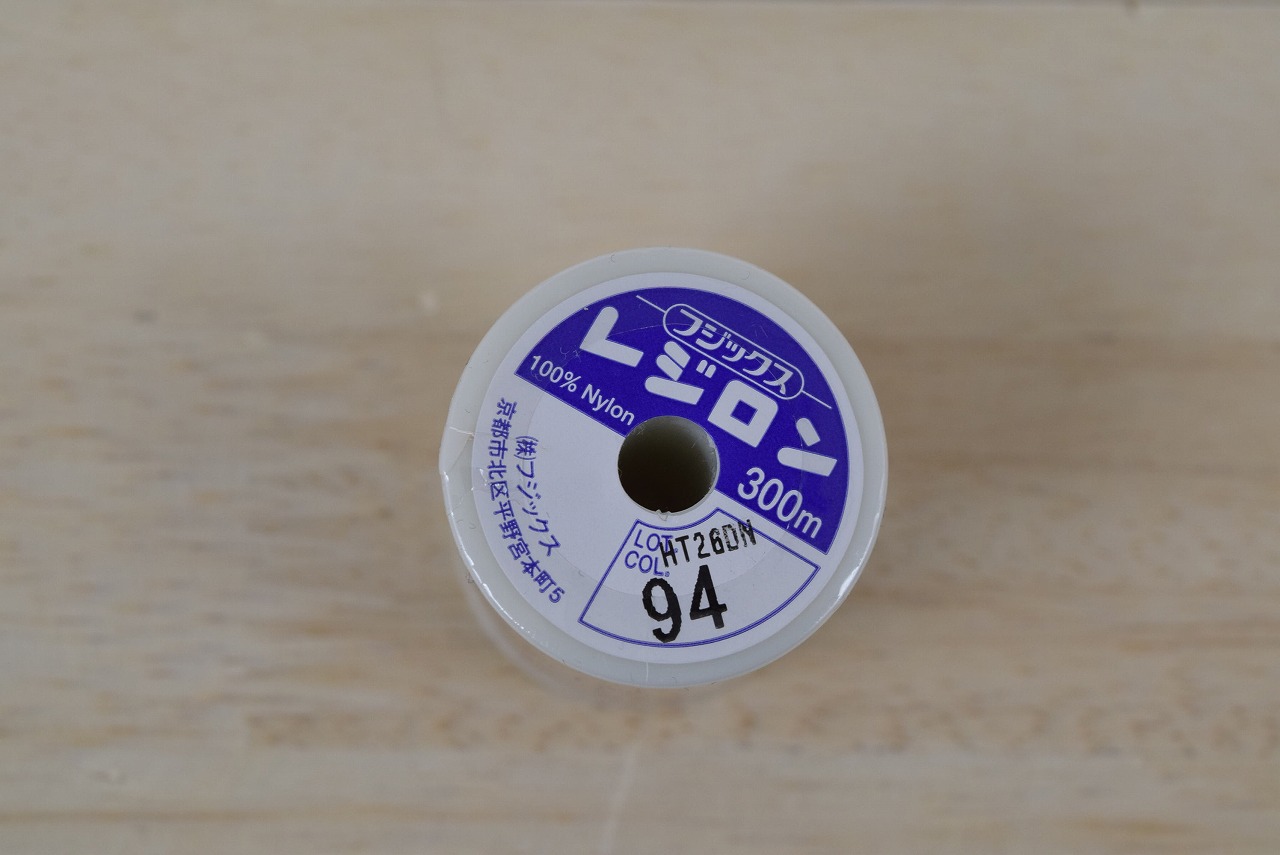 フジックス
レジロン
100% Nylon
300m
(株)フジックス
京都市北区平野宮本町5
LOT. HT26DN
COL. 94